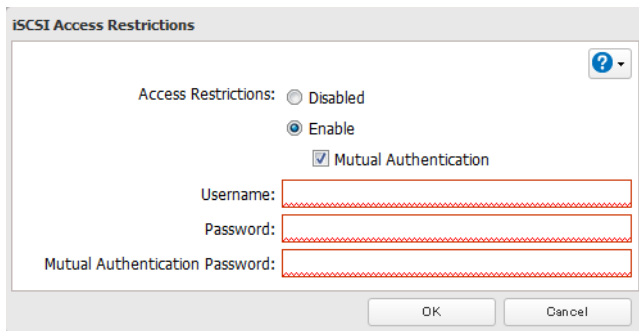 iSCSI Access Restrictions
?
Access Restrictions: Disabled
Enable
Mutual Authentication
Username:
Password:
Mutual Authentication Password:
OK Cancel